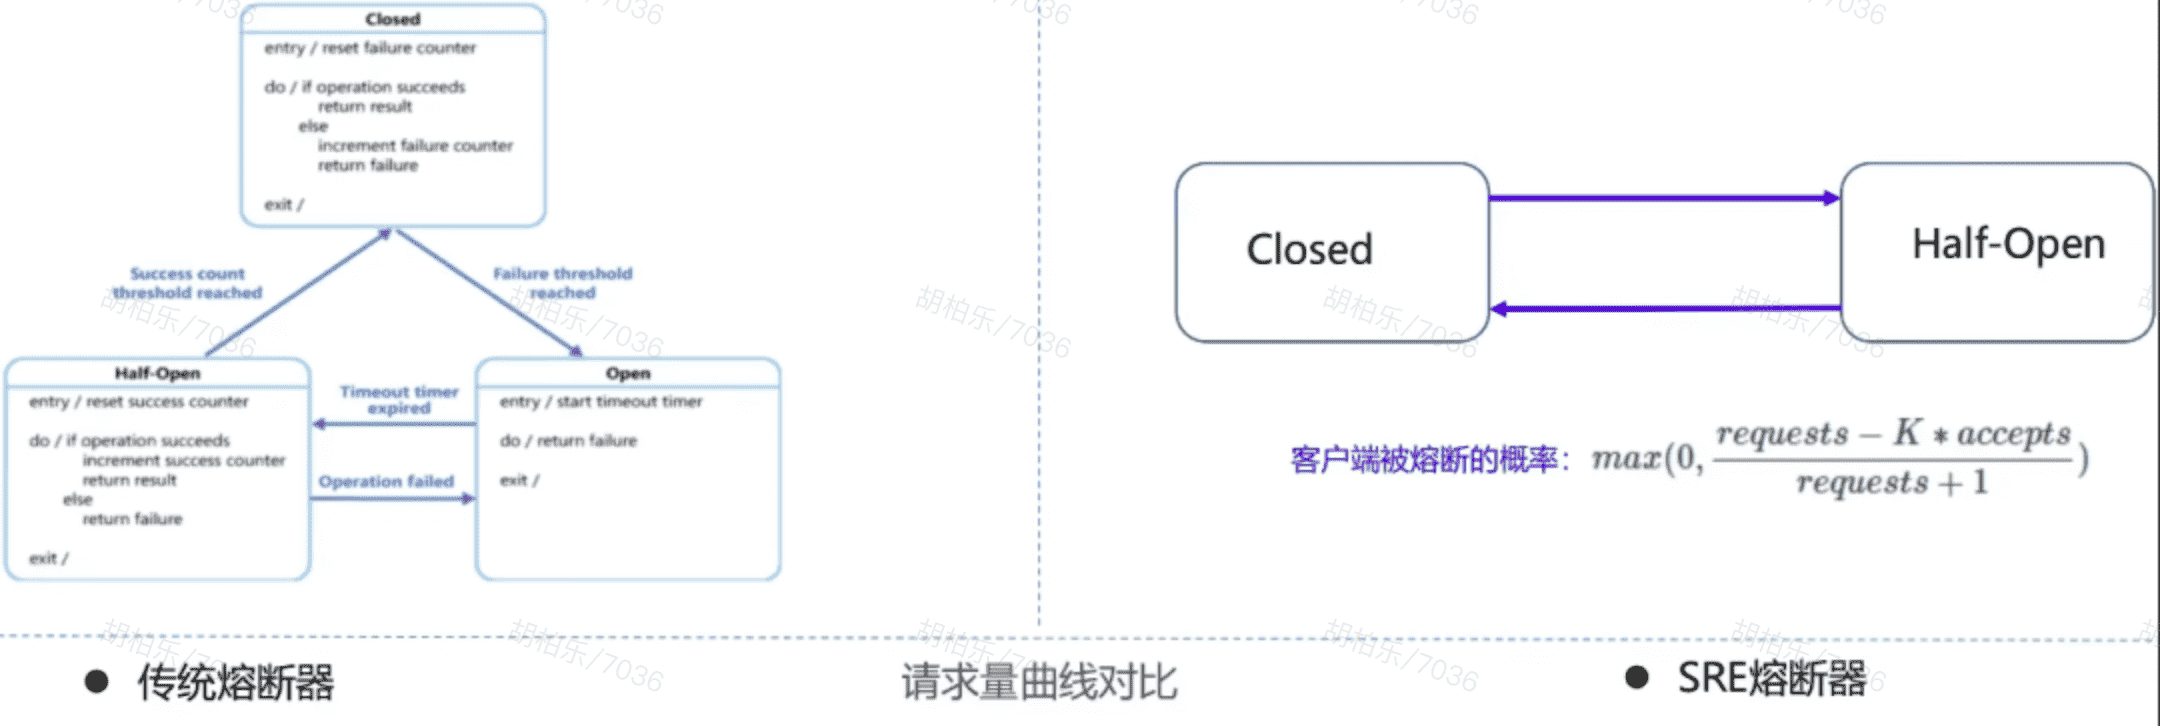 Closed
entry / reset failure counter
do / if operation succeeds
return result
else
increment failure counter
return failure
exit /
Success count
threshold reached
Failure threshold
reached
Half-Open
entry / reset success counter
do / if operation succeeds
increment success counter
return result
else
return failure
exit /
Timeout timer
expired
Operation failed
Open
entry / start timeout timer
do / return failure
exit /
Closed
Half-Open
客户端被熔断的概率: max(0, (requests − K * accepts) / (requests + 1))
● 传统熔断器
请求量曲线对比
● SRE熔断器
胡柏乐/7036